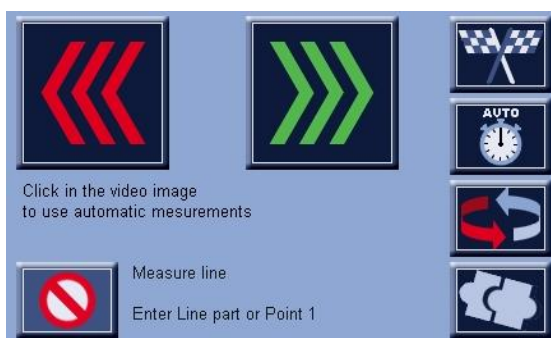 AUTO
Click in the video image
to use automatic mesurements
Measure line
Enter Line part or Point 1